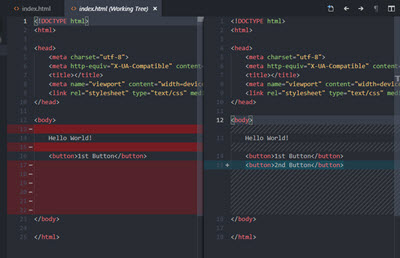 index.html
index.html (Working Tree)
1 <!DOCTYPE html>
2 <html>
3
4 <head>
5 <meta charset="utf-8">
6 <meta http-equiv="X-UA-Compatible" conten
7 <title></title>
8 <meta name="viewport" content="width=devic
9 <link rel="stylesheet" type="text/css" med
10 </head>
11
12 <body>
13 -
14 Hello World!
15 -
16 <button>1st Button</button>
17 -
18 -
19 -
20 -
21 -
22 -
23 </body>
24
25 </html>
1 <!DOCTYPE html>
2 <html>
3
4 <head>
5 <meta charset="utf-8">
6 <meta http-equiv="X-UA-Compatible" content
7 <title></title>
8 <meta name="viewport" content="width=devic
9 <link rel="stylesheet" type="text/css" medi
10 </head>
11
12 <body>
13 Hello World!
14 <button>1st Button</button>
15 + <button>2nd Button</button>
16 </body>
17
18 </html>